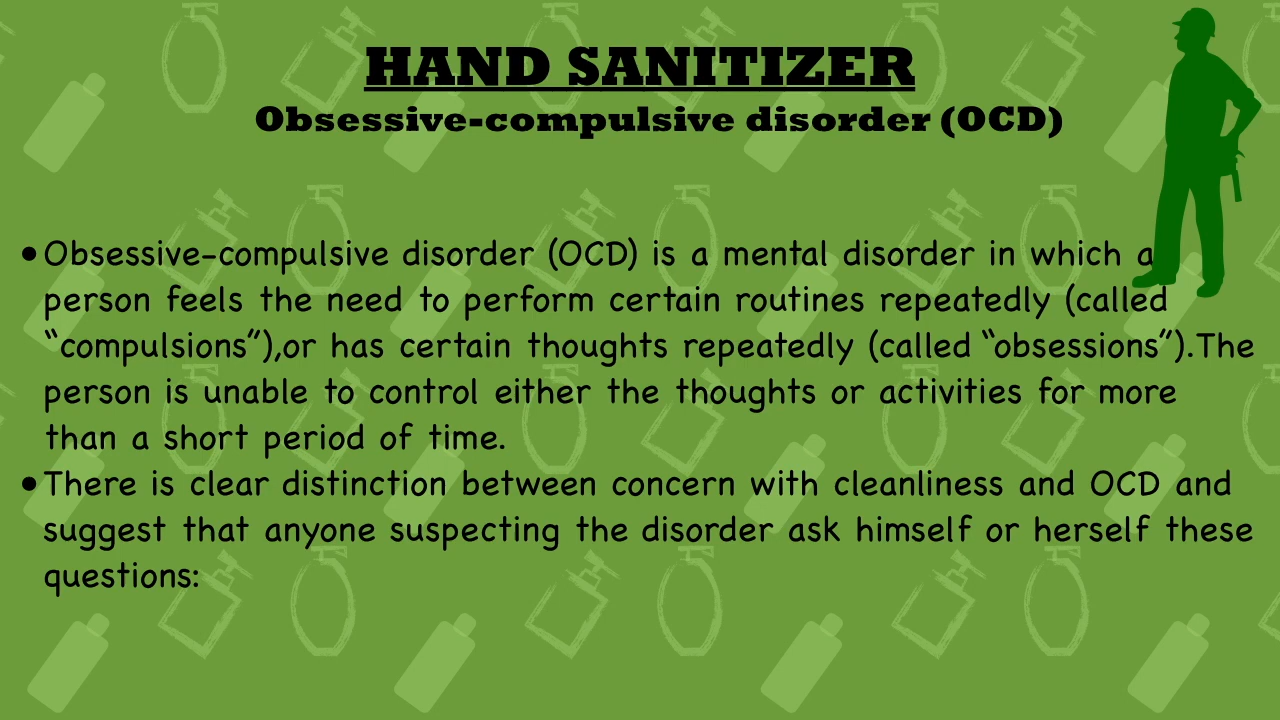 HAND SANITIZER
Obsessive-compulsive disorder (OCD)
•Obsessive-compulsive disorder (OCD) is a mental disorder in which a
person feels the need to perform certain routines repeatedly (called
“compulsions”),or has certain thoughts repeatedly (called “obsessions”).The
person is unable to control either the thoughts or activities for more
than a short period of time.
•There is clear distinction between concern with cleanliness and OCD and
suggest that anyone suspecting the disorder ask himself or herself these
questions: